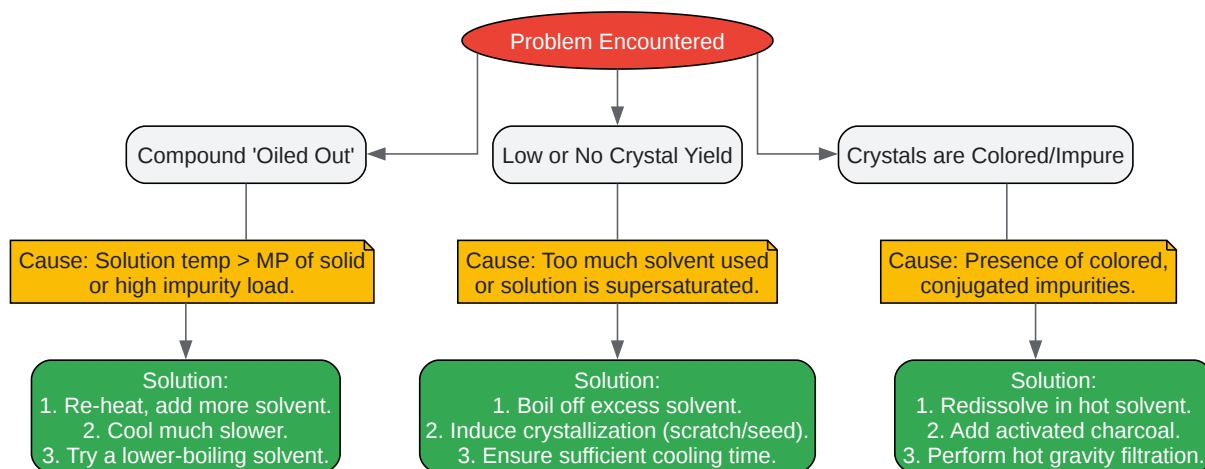 Problem Encountered
Compound 'Oiled Out'
Low or No Crystal Yield
Crystals are Colored/Impure
Cause: Solution temp > MP of solid
or high impurity load.
Cause: Too much solvent used
or solution is supersaturated.
Cause: Presence of colored,
conjugated impurities.
Solution:
1. Re-heat, add more solvent.
2. Cool much slower.
3. Try a lower-boiling solvent.
Solution:
1. Boil off excess solvent.
2. Induce crystallization (scratch/seed).
3. Ensure sufficient cooling time.
Solution:
1. Redissolve in hot solvent.
2. Add activated charcoal.
3. Perform hot gravity filtration.